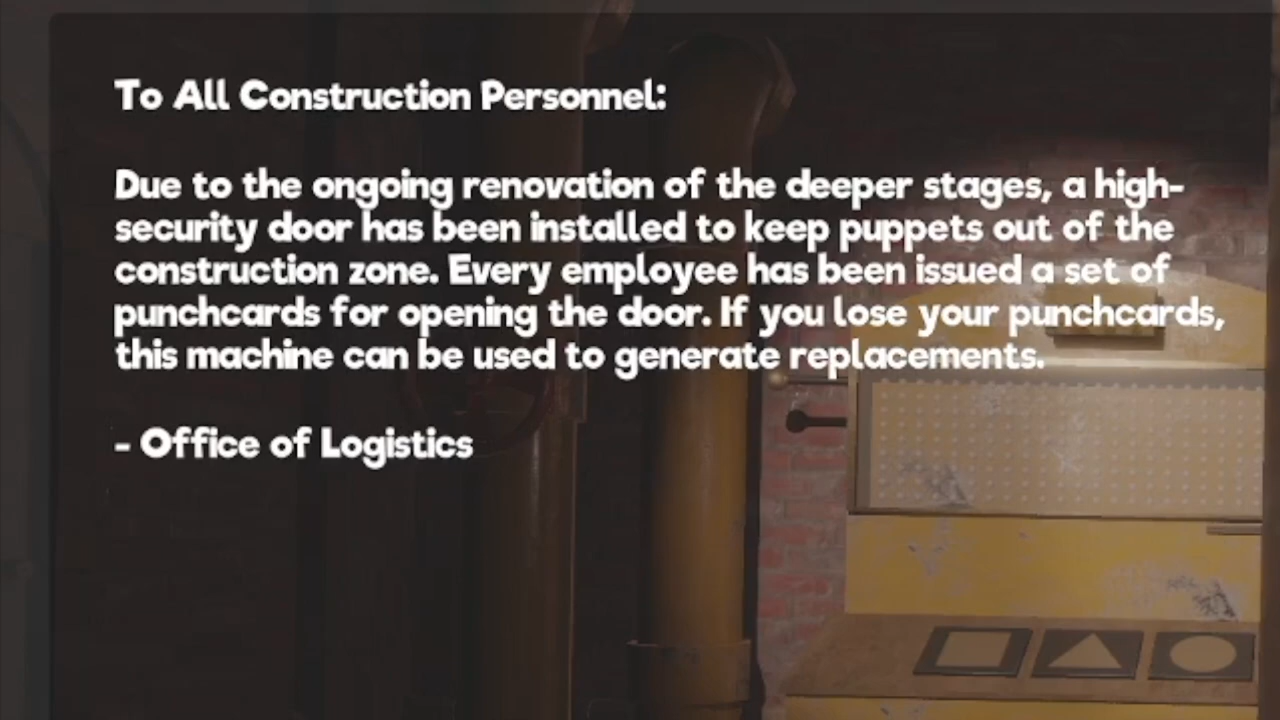 To All Construction Personnel:
Due to the ongoing renovation of the deeper stages, a high-
security door has been installed to keep puppets out of the
construction zone. Every employee has been issued a set of
punchcards for opening the door. If you lose your punchcards,
this machine can be used to generate replacements.
- Office of Logistics